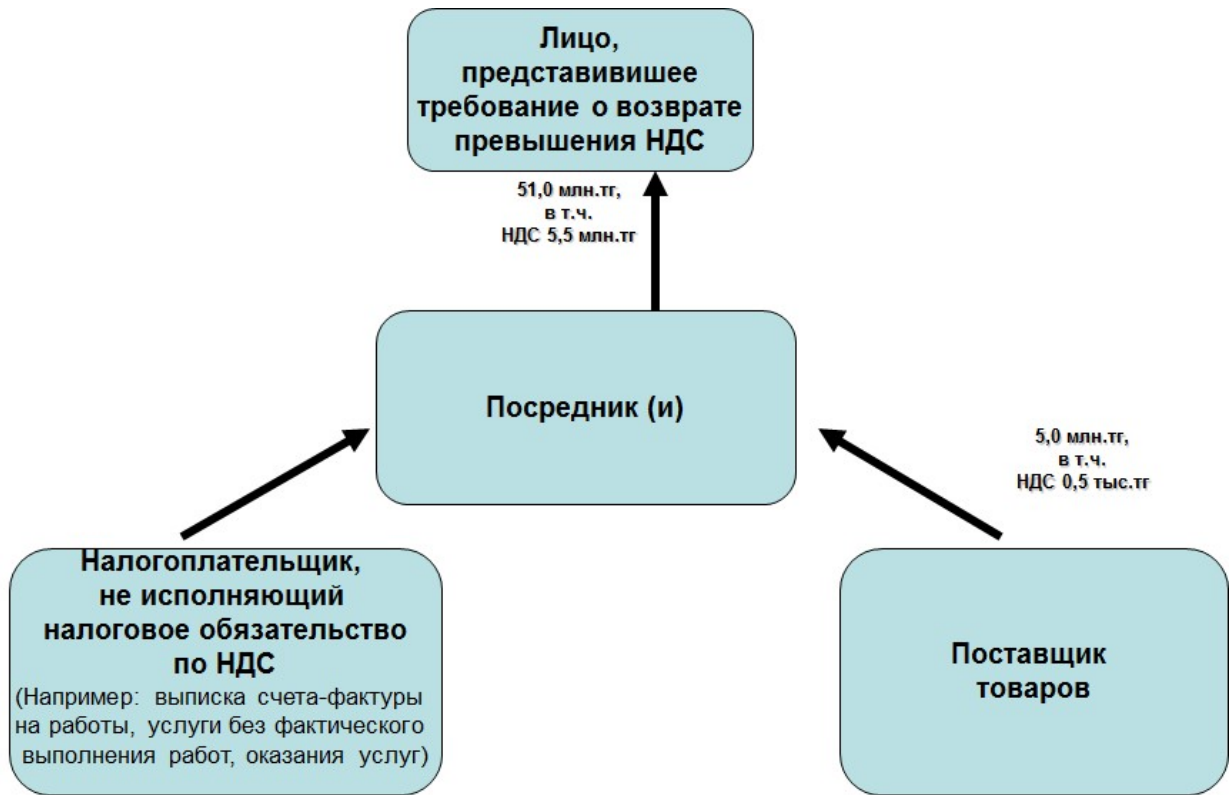 Лицо,
представивишее
требование о возврате
превышения НДС
51,0 млн.тг,
в т.ч.
НДС 5,5 млн.тг
Посредник (и)
5,0 млн.тг,
в т.ч.
НДС 0,5 тыс.тг
Налогоплательщик,
не исполняющий
налоговое обязательство
по НДС
(Например: выписка счета-фактуры
на работы, услуги без фактического
выполнения работ, оказания услуг)
Поставщик
товаров